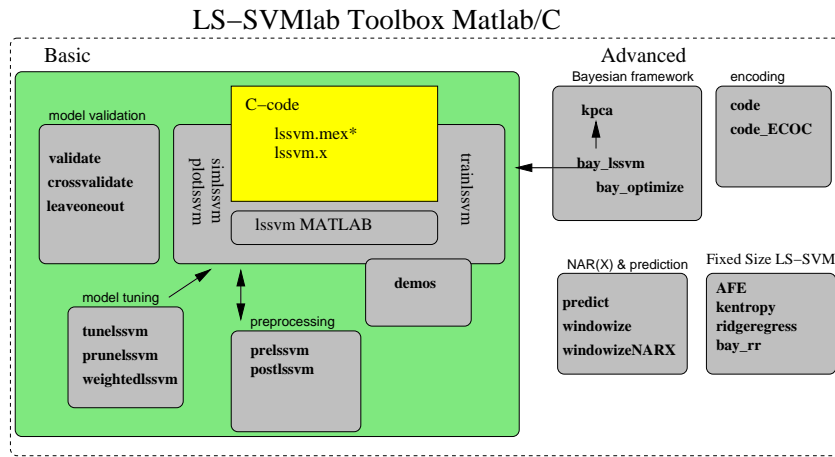 LS−SVMlab Toolbox Matlab/C
Basic
Advanced
model validation
validate
crossvalidate
leaveoneout
C−code
lssvm.mex*
lssvm.x
simlssvm
plotlssvm
trainlssvm
lssvm MATLAB
demos
model tuning
tunelssvm
prunelssvm
weightedlssvm
preprocessing
prelssvm
postlssvm
Bayesian framework
kpca
bay_lssvm
bay_optimize
encoding
code
code_ECOC
NAR(X) & prediction
predict
windowize
windowizeNARX
Fixed Size LS−SVM
AFE
kentropy
ridgeregress
bay_rr